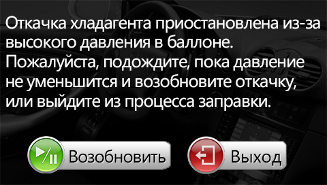 Откачка хладагента приостановлена из-за
высокого давления в баллоне.
Пожалуйста, подождите, пока давление
не уменьшится и возобновите откачку,
или выйдите из процесса заправки.
Возобновить
Выход